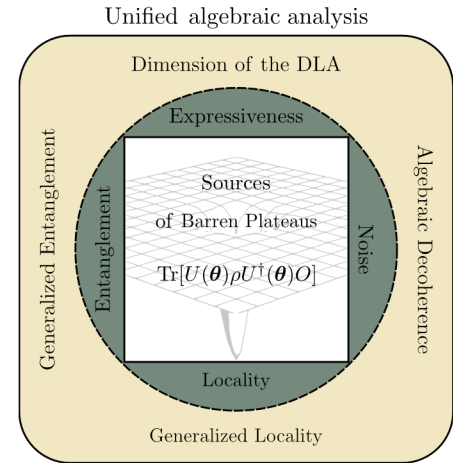 Unified algebraic analysis
Dimension of the DLA
Expressiveness
Generalized Entanglement
Entanglement
Sources
of Barren Plateaus
Tr[U(𝜽)ρU†(𝜽)O]
Noise
Algebraic Decoherence
Locality
Generalized Locality